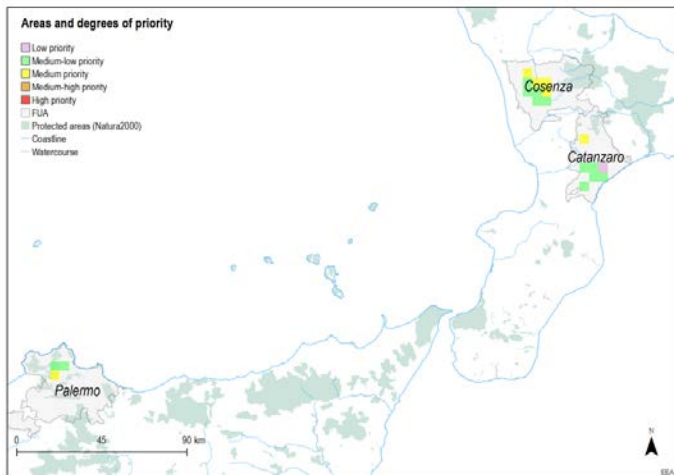 Areas and degrees of priority
Low priority
Medium-low priority
Medium priority
Medium-high priority
High priority
FUA
Protected areas (Natura2000)
Coastline
Watercourse
Cosenza
Catanzaro
Palermo
0 45 90 km
N
EEA